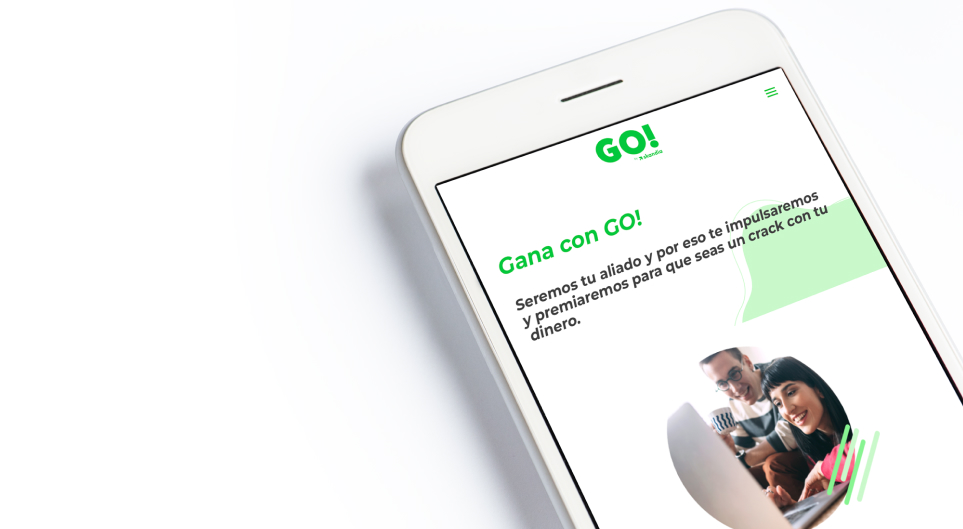 GO!
by skandia
Gana con GO!
Seremos tu aliado y por eso te impulsaremos
y premiaremos para que seas un crack con tu
dinero.